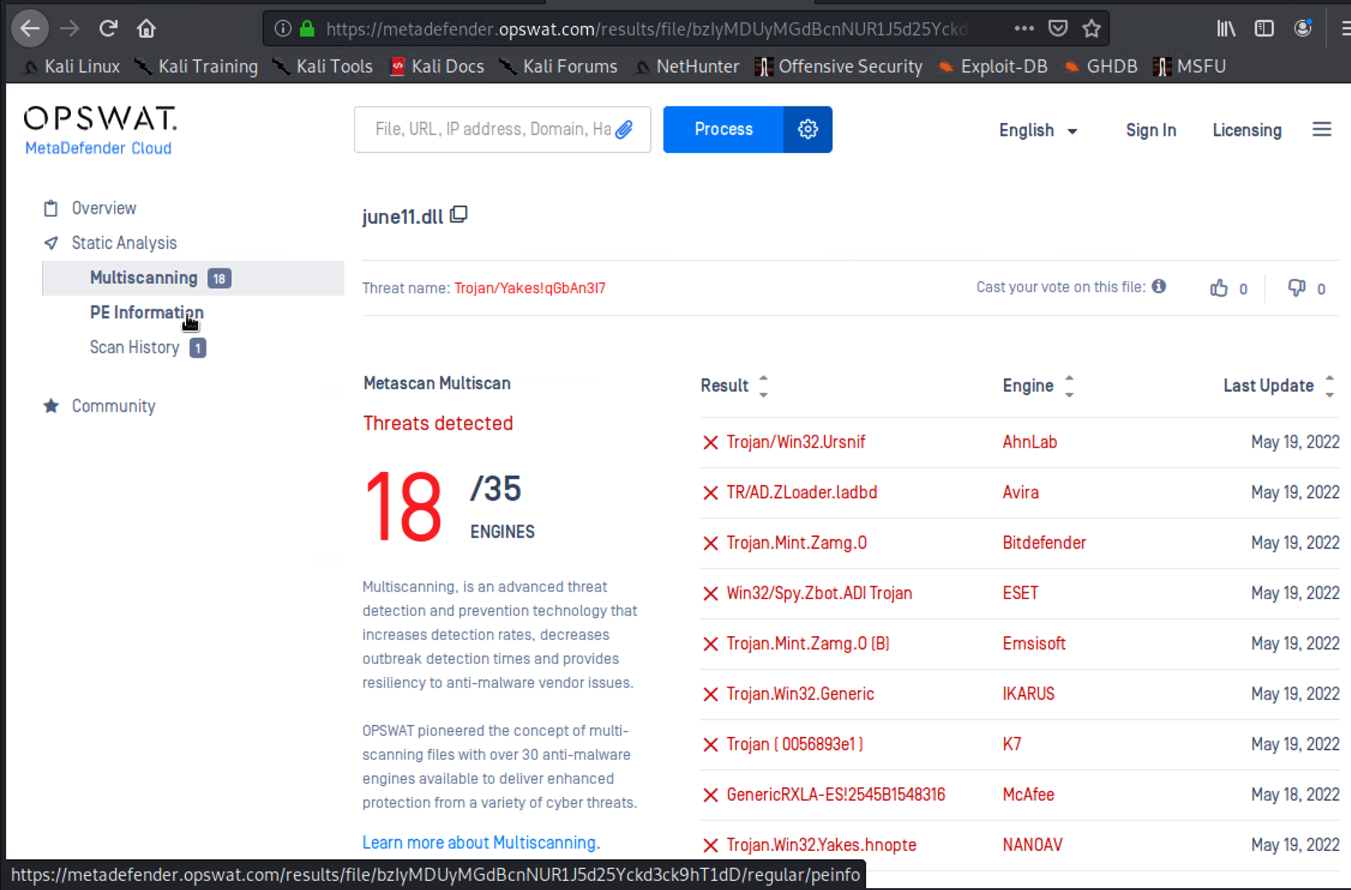 https://metadefender.opswat.com/results/file/bzIyMDUyMGdBcnNUR1J5d25Yckd
Kali Linux Kali Training Kali Tools Kali Docs Kali Forums NetHunter Offensive Security Exploit-DB GHDB MSFU
OPSWAT.
MetaDefender Cloud
File, URL, IP address, Domain, Ha
Process
English
Sign In
Licensing
Overview
Static Analysis
Multiscanning 18
PE Information
Scan History 1
Community
june11.dll
Threat name: Trojan/Yakes!qGbAn3I7
Cast your vote on this file: 0 0
Metascan Multiscan
Threats detected
18 /35
ENGINES
Multiscanning, is an advanced threat
detection and prevention technology that
increases detection rates, decreases
outbreak detection times and provides
resiliency to anti-malware vendor issues.
OPSWAT pioneered the concept of multi-
scanning files with over 30 anti-malware
engines available to deliver enhanced
protection from a variety of cyber threats.
Learn more about Multiscanning.
Result Engine Last Update
Trojan/Win32.Ursnif AhnLab May 19, 2022
TR/AD.ZLoader.ladbd Avira May 19, 2022
Trojan.Mint.Zamg.O Bitdefender May 19, 2022
Win32/Spy.Zbot.ADI Trojan ESET May 19, 2022
Trojan.Mint.Zamg.O (B) Emsisoft May 19, 2022
Trojan.Win32.Generic IKARUS May 19, 2022
Trojan ( 0056893e1 ) K7 May 19, 2022
GenericRXLA-ES!2545B1548316 McAfee May 18, 2022
Trojan.Win32.Yakes.hnopte NANOAV May 19, 2022
https://metadefender.opswat.com/results/file/bzIyMDUyMGdBcnNUR1J5d25Yckd3ck9hT1dD/regular/peinfo